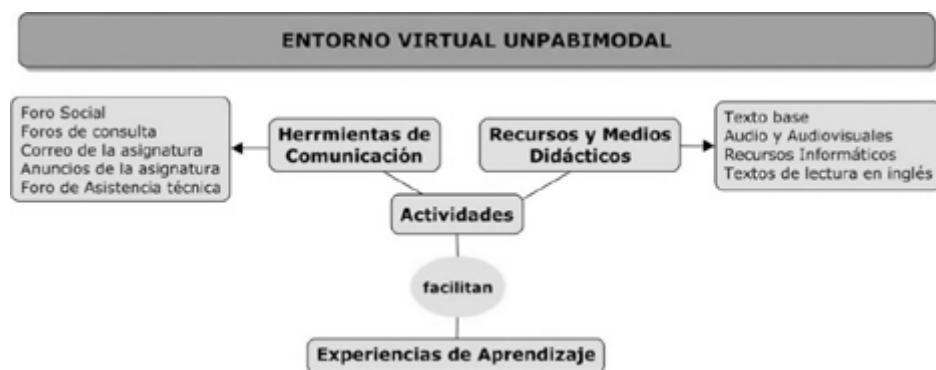 ENTORNO VIRTUAL UNPABIMODAL
Foro Social
Foros de consulta
Correo de la asignatura
Anuncios de la asignatura
Foro de Asistencia técnica
Herrmientas de
Comunicación
Recursos y Medios
Didácticos
Texto base
Audio y Audiovisuales
Recursos Informáticos
Textos de lectura en inglés
Actividades
facilitan
Experiencias de Aprendizaje